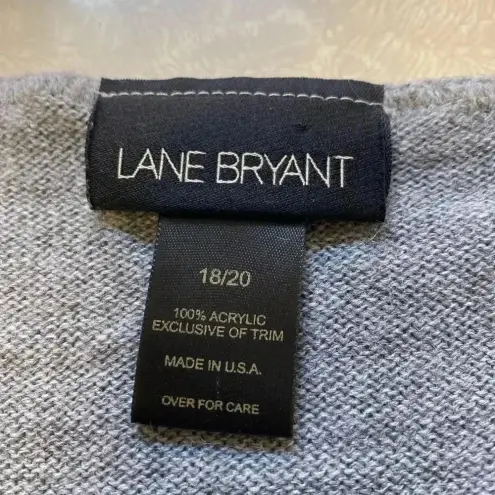 LANE BRYANT
18/20
100% ACRYLIC
EXCLUSIVE OF TRIM
MADE IN U.S.A.
OVER FOR CARE